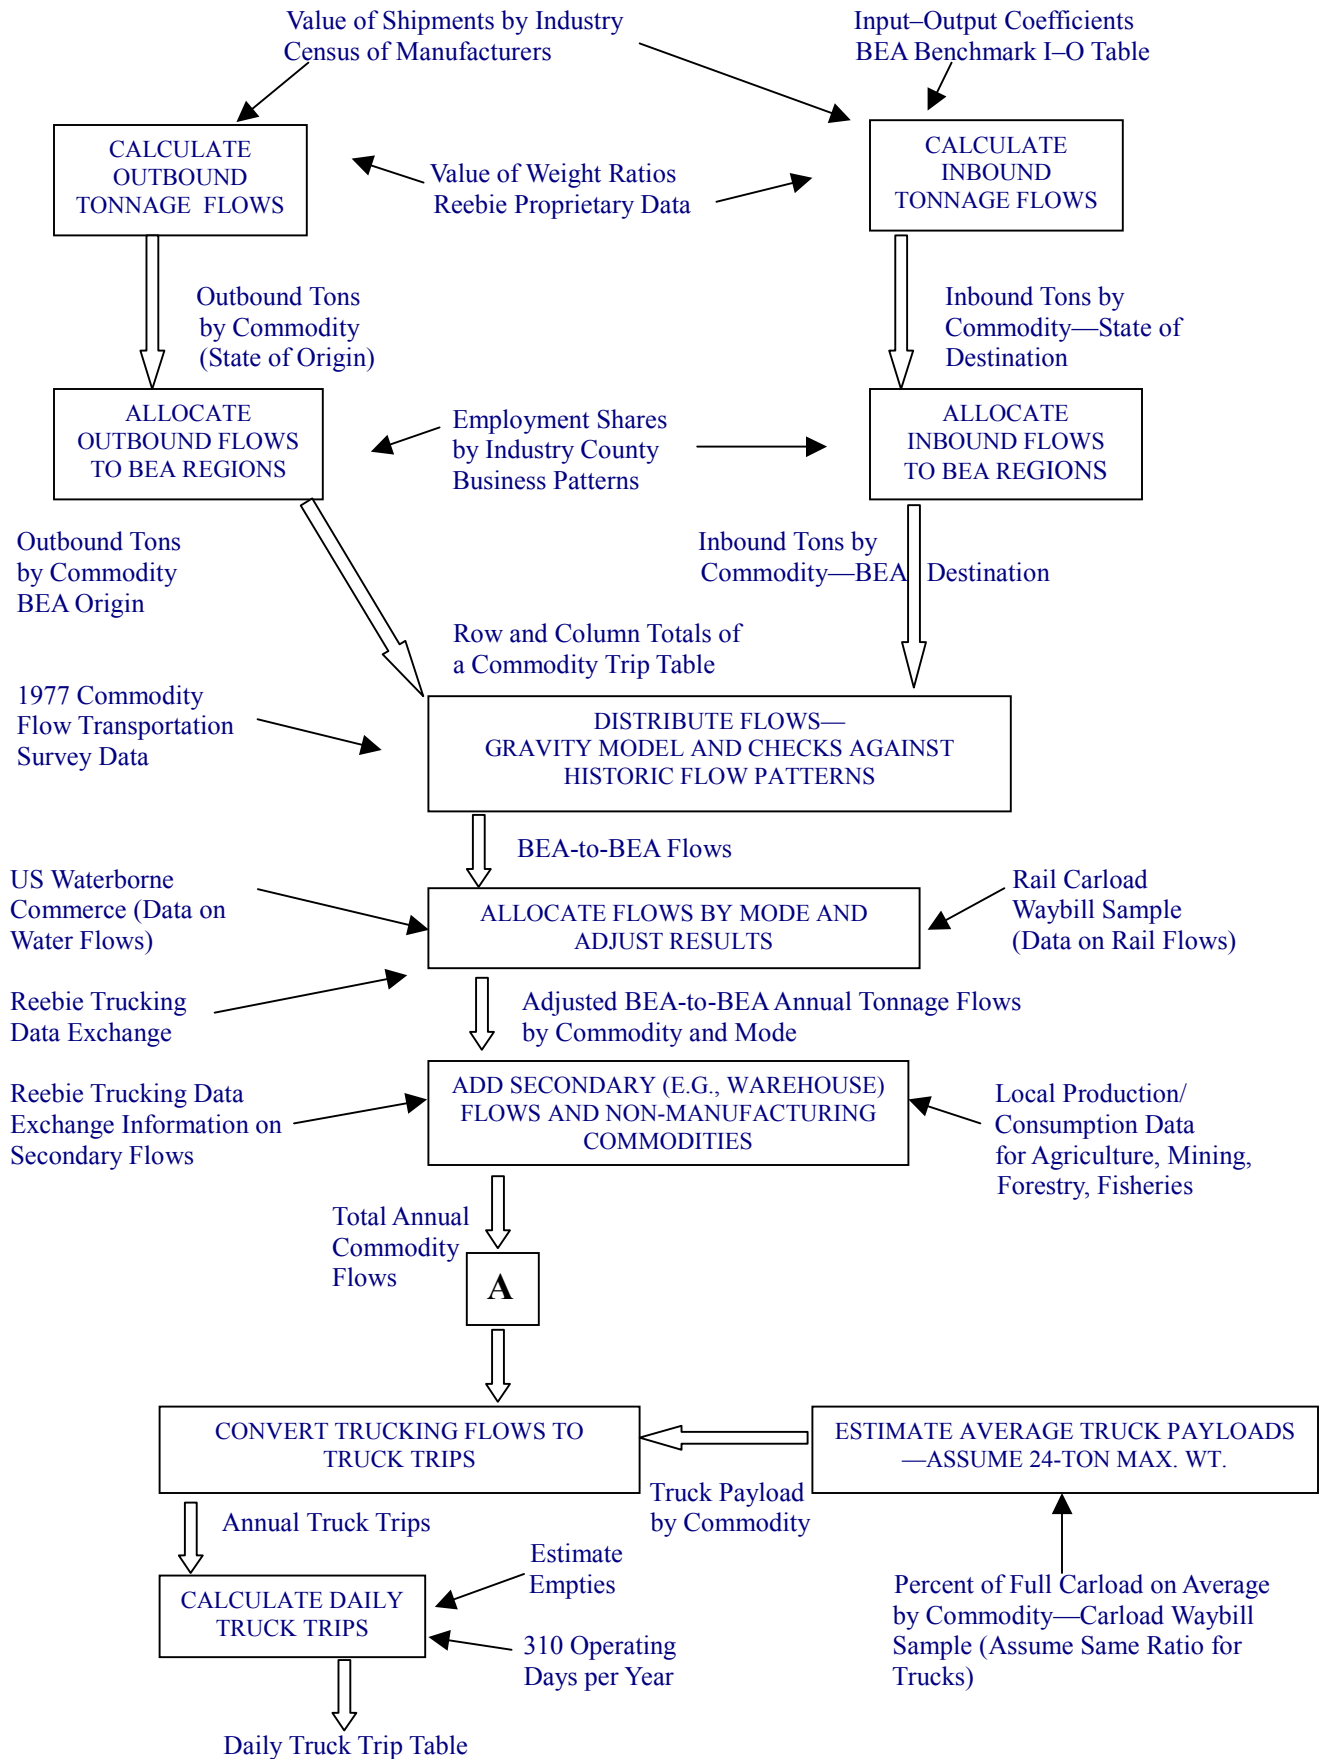 Value of Shipments by Industry
Census of Manufacturers
Input–Output Coefficients
BEA Benchmark I–O Table
CALCULATE
OUTBOUND
TONNAGE FLOWS
Value of Weight Ratios
Reebie Proprietary Data
CALCULATE
INBOUND
TONNAGE FLOWS
Outbound Tons
by Commodity
(State of Origin)
Inbound Tons by
Commodity—State of
Destination
ALLOCATE
OUTBOUND FLOWS
TO BEA REGIONS
Employment Shares
by Industry County
Business Patterns
ALLOCATE
INBOUND FLOWS
TO BEA REGIONS
Outbound Tons
by Commodity
BEA Origin
Inbound Tons by
Commodity—BEA Destination
Row and Column Totals of
a Commodity Trip Table
1977 Commodity
Flow Transportation
Survey Data
DISTRIBUTE FLOWS—
GRAVITY MODEL AND CHECKS AGAINST
HISTORIC FLOW PATTERNS
BEA-to-BEA Flows
US Waterborne
Commerce (Data on
Water Flows)
ALLOCATE FLOWS BY MODE AND
ADJUST RESULTS
Rail Carload
Waybill Sample
(Data on Rail Flows)
Reebie Trucking
Data Exchange
Adjusted BEA-to-BEA Annual Tonnage Flows
by Commodity and Mode
Reebie Trucking Data
Exchange Information on
Secondary Flows
ADD SECONDARY (E.G., WAREHOUSE)
FLOWS AND NON-MANUFACTURING
COMMODITIES
Local Production/
Consumption Data
for Agriculture, Mining,
Forestry, Fisheries
Total Annual
Commodity
Flows
A
CONVERT TRUCKING FLOWS TO
TRUCK TRIPS
ESTIMATE AVERAGE TRUCK PAYLOADS
—ASSUME 24-TON MAX. WT.
Truck Payload
by Commodity
Annual Truck Trips
Estimate
Empties
CALCULATE DAILY
TRUCK TRIPS
310 Operating
Days per Year
Percent of Full Carload on Average
by Commodity—Carload Waybill
Sample (Assume Same Ratio for
Trucks)
Daily Truck Trip Table